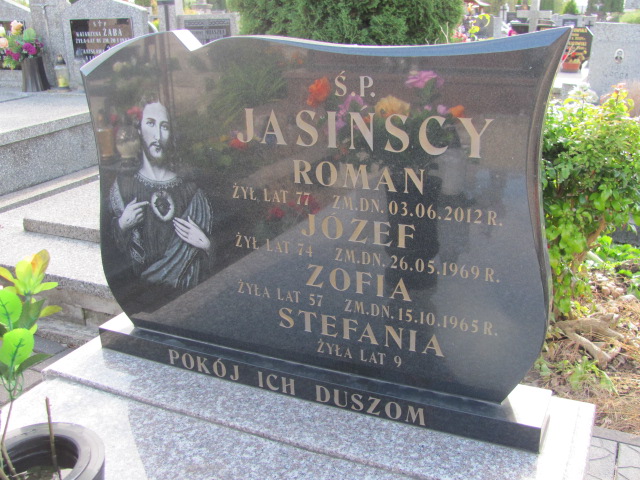 Ś.P.
JASIŃSCY
ROMAN
ŻYŁ LAT 77 ZM.DN. 03.06.2012 R.
JÓZEF
ŻYŁ LAT 74 ZM.DN. 26.05.1969 R.
ZOFIA
ŻYŁA LAT 57 ZM.DN. 15.10.1965 R.
STEFANIA
ŻYŁA LAT 9
POKÓJ ICH DUSZOM
ŻABA